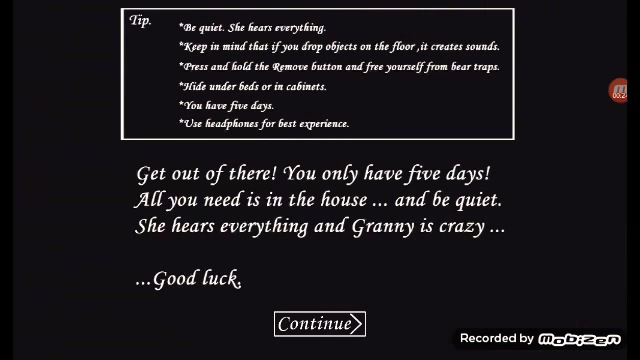 Tip.
*Be quiet. She hears everything.
*Keep in mind that if you drop objects on the floor ,it creates sounds.
*Press and hold the Remove button and free yourself from bear traps.
*Hide under beds or in cabinets.
*You have five days.
*Use headphones for best experience.
Get out of there! You only have five days!
All you need is in the house ... and be quiet.
She hears everything and Granny is crazy ...
...Good luck.
Continue
Recorded by MOBIZEN